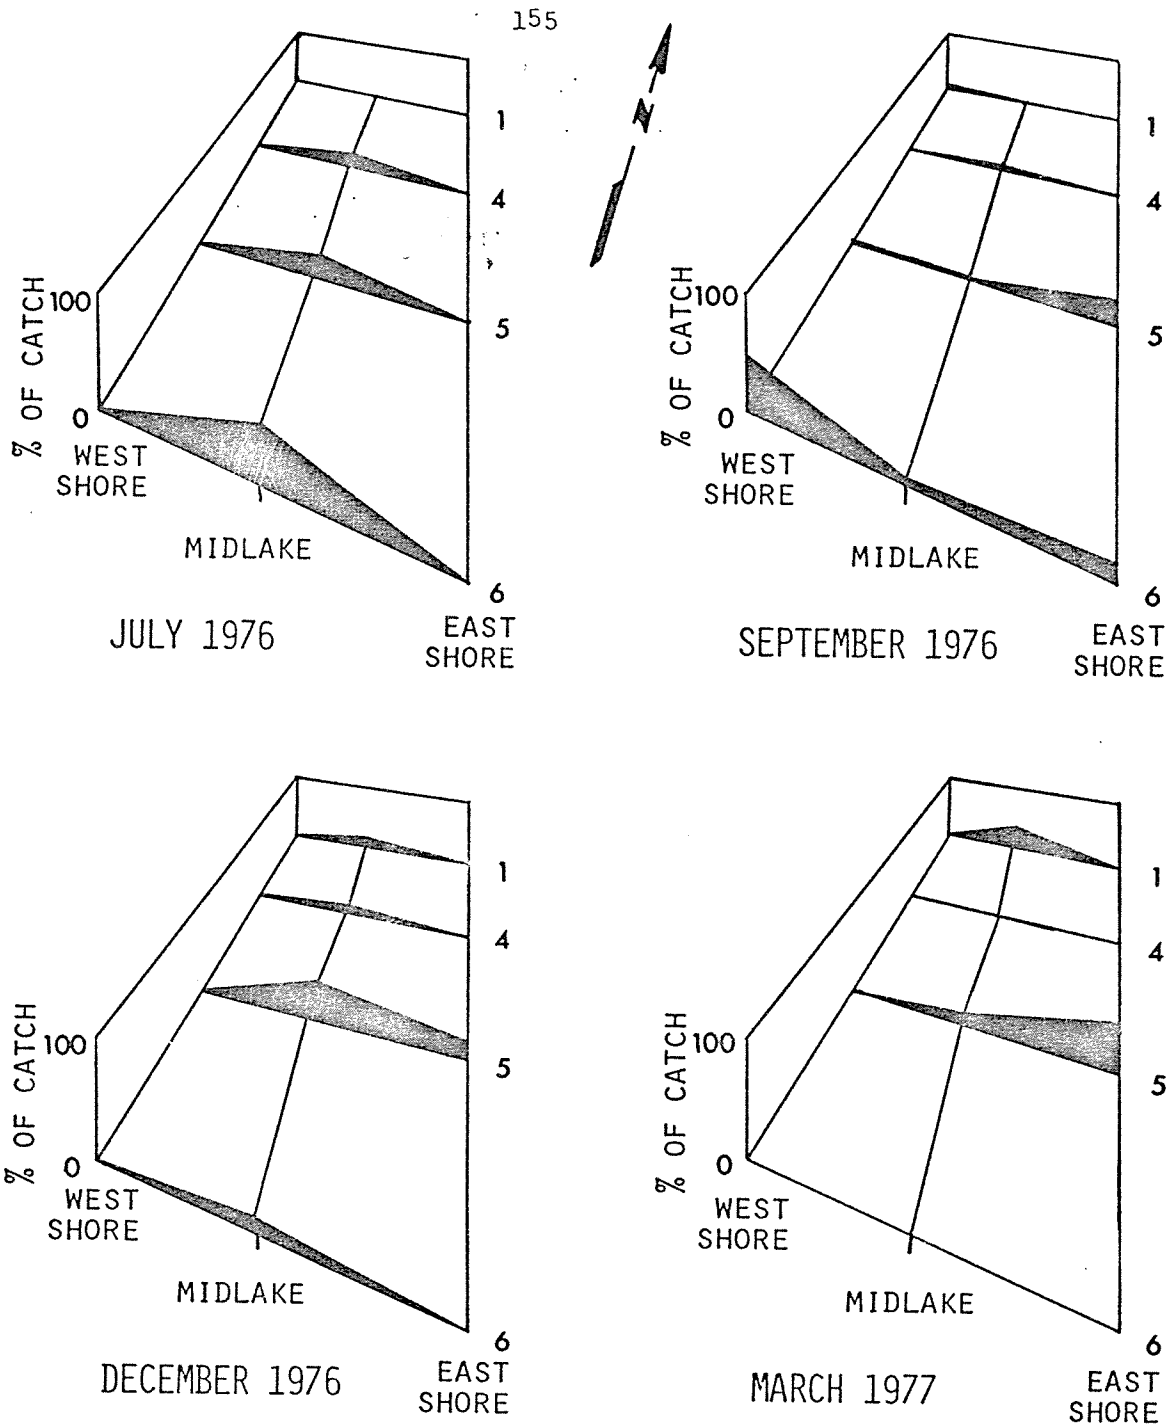 155
N
1
4
5
6
100
0
% OF CATCH
WEST
SHORE
MIDLAKE
EAST
SHORE
JULY 1976
1
4
5
6
100
0
% OF CATCH
WEST
SHORE
MIDLAKE
EAST
SHORE
SEPTEMBER 1976
1
4
5
6
100
0
% OF CATCH
WEST
SHORE
MIDLAKE
EAST
SHORE
DECEMBER 1976
1
4
5
6
100
0
% OF CATCH
WEST
SHORE
MIDLAKE
EAST
SHORE
MARCH 1977